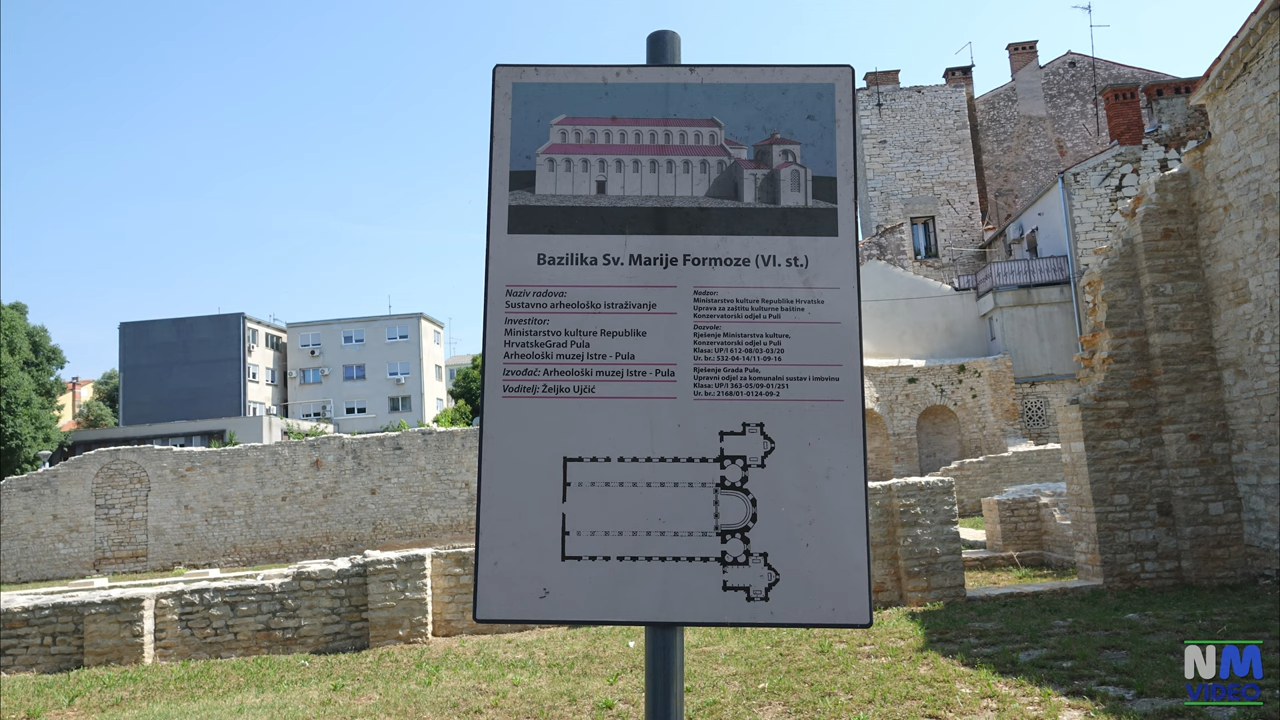 Bazilika Sv. Marije Formoze (VI. st.)
Naziv radova:
Sustavno arheološko istraživanje
Investitor:
Ministarstvo kulture Republike
HrvatskeGrad Pula
Arheološki muzej Istre - Pula
Izvođač: Arheološki muzej Istre - Pula
Voditelj: Željko Ujčić
Nadzor:
Ministarstvo kulture Republike Hrvatske
Uprava za zaštitu kulturne baštine
Konzervatorski odjel u Puli
Dozvole:
Rješenje Ministarstva kulture,
Konzervatorski odjel u Puli
Klasa: UP/I 612-08/03-03/20
Ur. br.: 532-04-14/11-09-16
Rješenje Grada Pule,
Upravni odjel za komunalni sustav i imovinu
Klasa: UP/I 363-05/09-01/251
Ur. br.: 2168/01-0124-09-2
NM
VIDEO